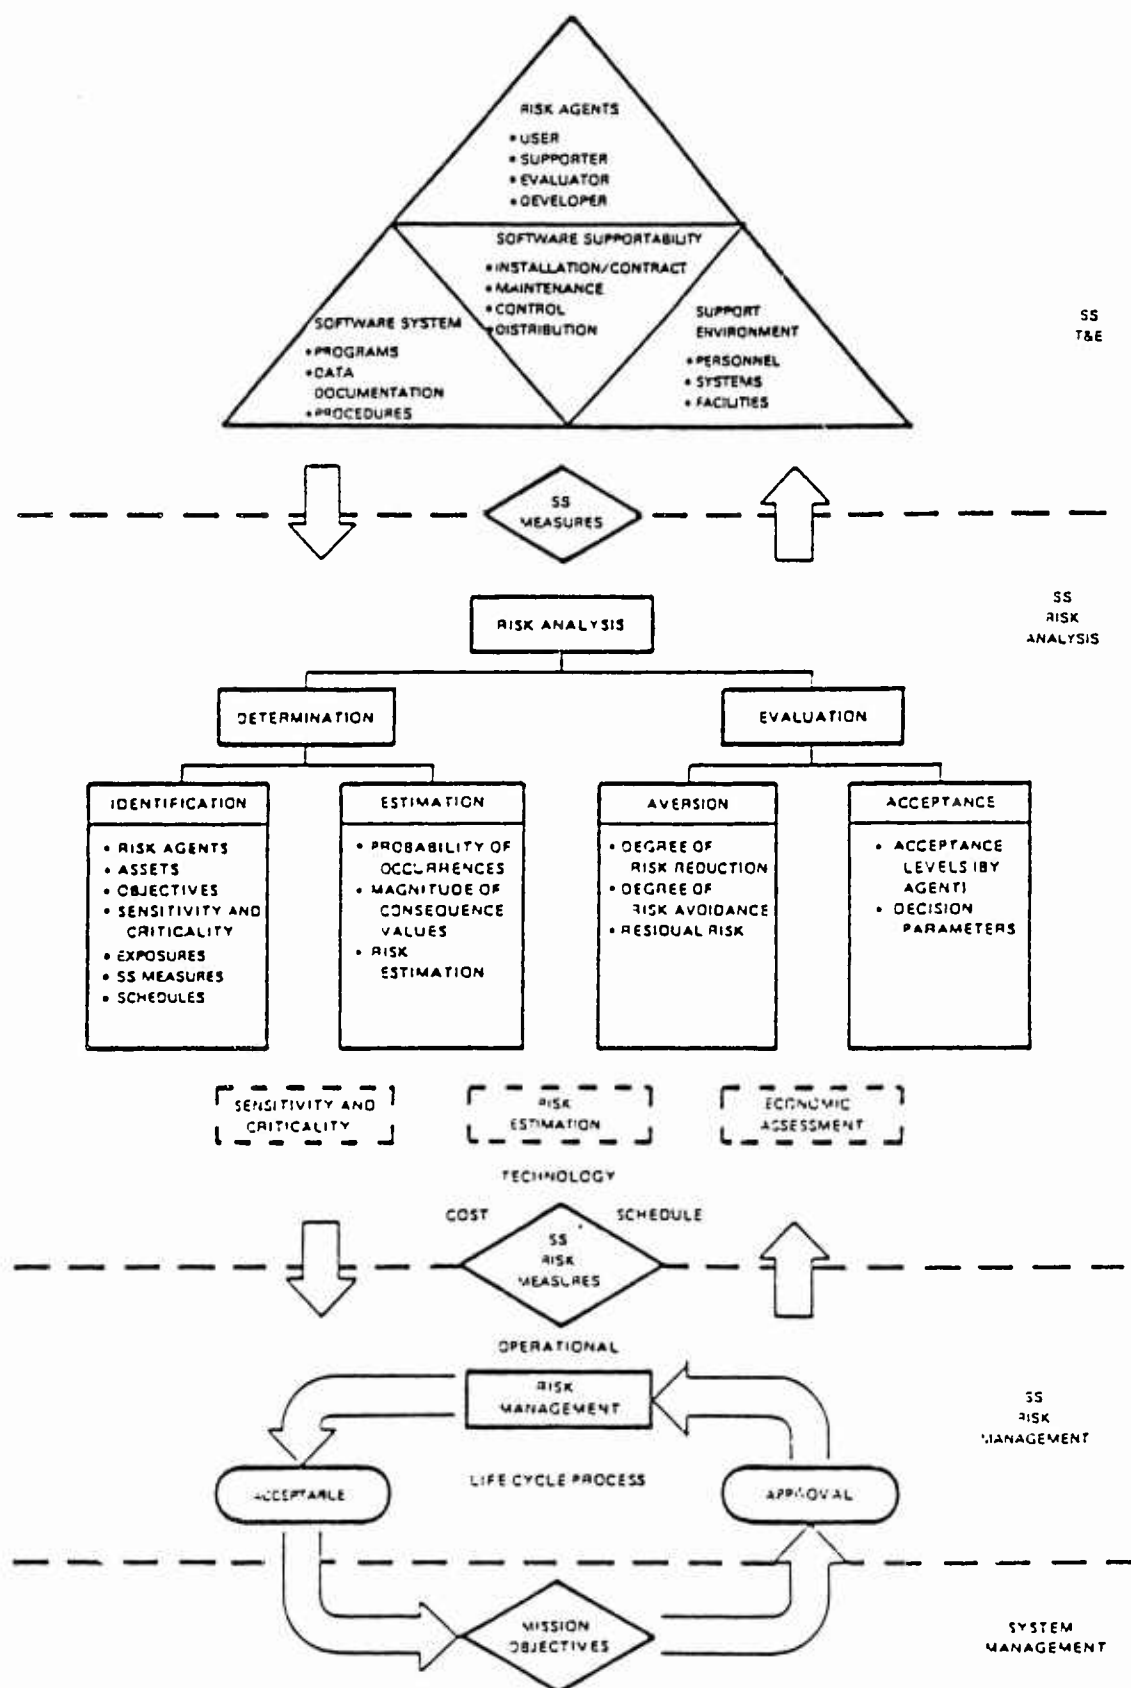 RISK AGENTS
• USER
• SUPPORTER
• EVALUATOR
• DEVELOPER
SOFTWARE SUPPORTABILITY
• INSTALLATION/CONTRACT
• MAINTENANCE
• CONTROL
• DISTRIBUTION
SOFTWARE SYSTEM
• PROGRAMS
• DATA
DOCUMENTATION
• PROCEDURES
SUPPORT
ENVIRONMENT
• PERSONNEL
• SYSTEMS
• FACILITIES
SS
T&E
SS
MEASURES
SS
RISK
ANALYSIS
RISK ANALYSIS
DETERMINATION
EVALUATION
IDENTIFICATION
• RISK AGENTS
• ASSETS
• OBJECTIVES
• SENSITIVITY AND
CRITICALITY
• EXPOSURES
• SS MEASURES
• SCHEDULES
ESTIMATION
• PROBABILITY OF
OCCURRENCES
• MAGNITUDE OF
CONSEQUENCE
VALUES
• RISK
ESTIMATION
AVERSION
• DEGREE OF
RISK REDUCTION
• DEGREE OF
RISK AVOIDANCE
• RESIDUAL RISK
ACCEPTANCE
• ACCEPTANCE
LEVELS (BY
AGENT)
• DECISION
PARAMETERS
SENSITIVITY AND
CRITICALITY
RISK
ESTIMATION
ECONOMIC
ASSESSMENT
TECHNOLOGY
COST
SCHEDULE
SS
RISK
MEASURES
OPERATIONAL
RISK
MANAGEMENT
SS
RISK
MANAGEMENT
ACCEPTABLE
LIFE CYCLE PROCESS
APPROVAL
MISSION
OBJECTIVES
SYSTEM
MANAGEMENT